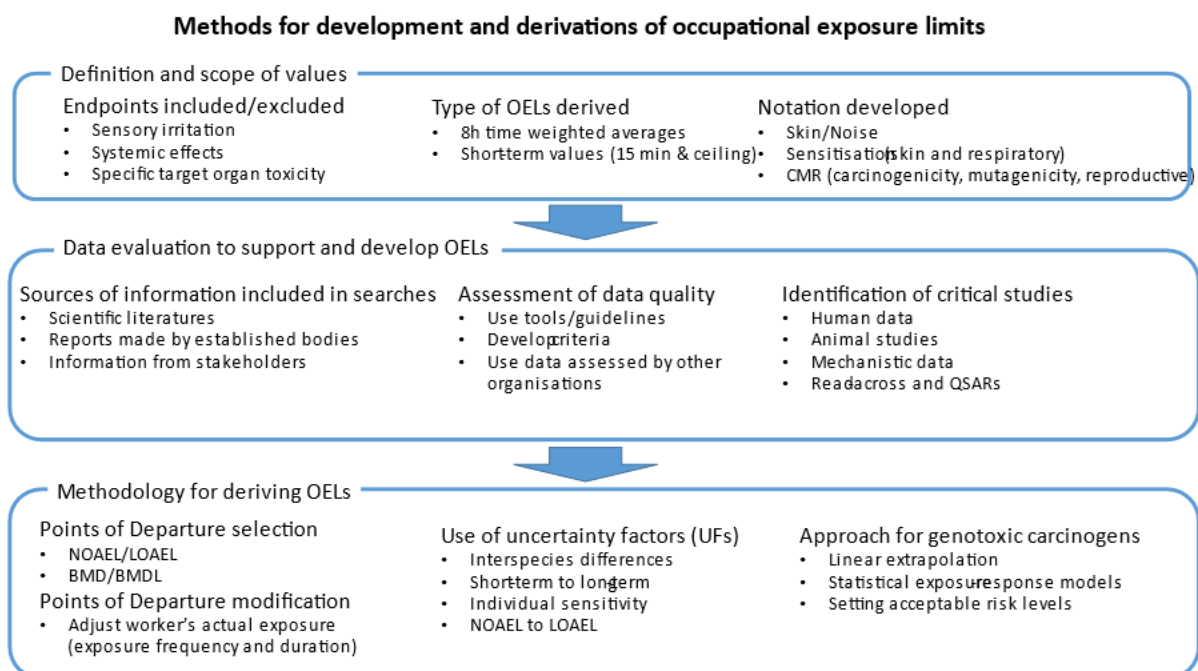 Methods for development and derivations of occupational exposure limits
Definition and scope of values
Endpoints included/excluded
• Sensory irritation
• Systemic effects
• Specific target organ toxicity
Type of OELs derived
• 8h time weighted averages
• Short-term values (15 min & ceiling)
Notation developed
• Skin/Noise
• Sensitisation(skin and respiratory)
• CMR (carcinogenicity, mutagenicity, reproductive)
Data evaluation to support and develop OELs
Sources of information included in searches
• Scientific literatures
• Reports made by established bodies
• Information from stakeholders
Assessment of data quality
• Use tools/guidelines
• Develop criteria
• Use data assessed by other
organisations
Identification of critical studies
• Human data
• Animal studies
• Mechanistic data
• Read-across and QSARs
Methodology for deriving OELs
Points of Departure selection
• NOAEL/LOAEL
• BMD/BMDL
Points of Departure modification
• Adjust worker's actual exposure
(exposure frequency and duration)
Use of uncertainty factors (UFs)
• Interspecies differences
• Short-term to long-term
• Individual sensitivity
• NOAEL to LOAEL
Approach for genotoxic carcinogens
• Linear extrapolation
• Statistical exposure-response models
• Setting acceptable risk levels